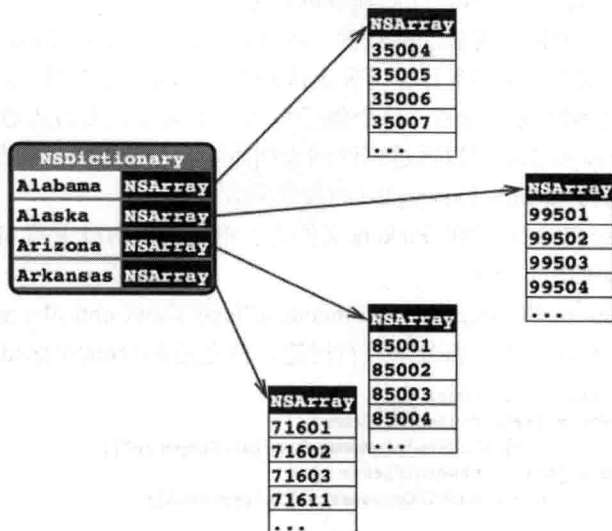 NSArray
35004
35005
35006
35007
...
NSDictionary
Alabama NSArray
Alaska NSArray
Arizona NSArray
Arkansas NSArray
NSArray
99501
99502
99503
99504
...
NSArray
85001
85002
85003
85004
...
NSArray
71601
71602
71603
71611
...